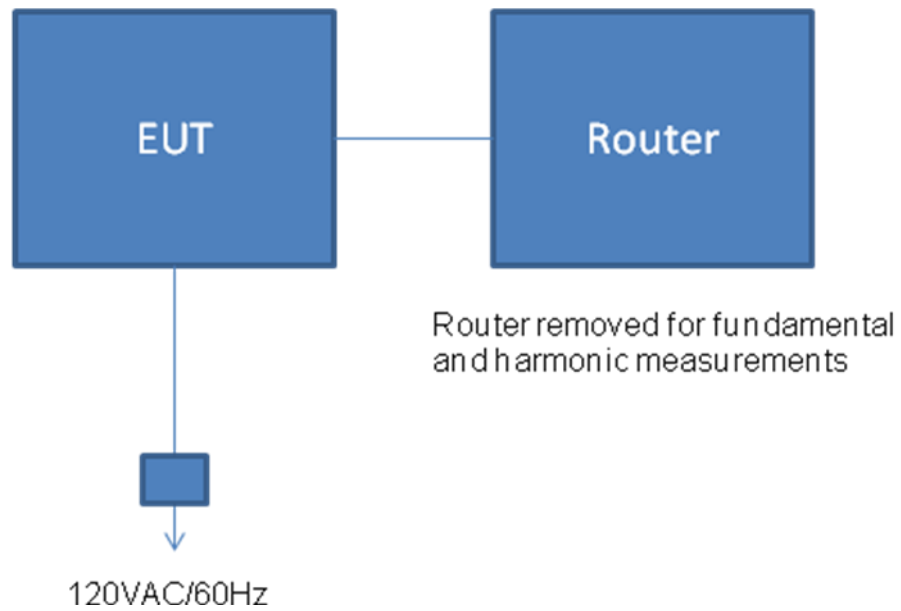 EUT
Router
Router removed for fundamental
and harmonic measurements
120VAC/60Hz